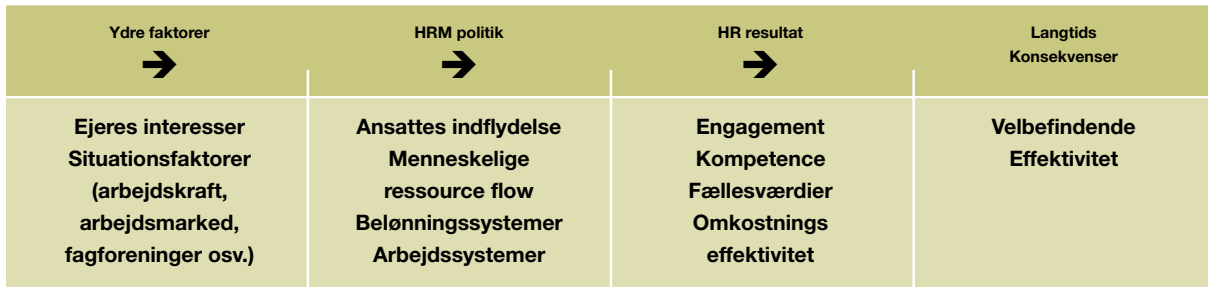 Ydre faktorer
HRM politik
HR resultat
Langtids
Konsekvenser
Ejeres interesser
Situationsfaktorer
(arbejdskraft,
arbejdsmarked,
fagforeninger osv.)
Ansattes indflydelse
Menneskelige
ressource flow
Belønningssystemer
Arbejdssystemer
Engagement
Kompetence
Fællesværdier
Omkostnings
effektivitet
Velbefindende
Effektivitet